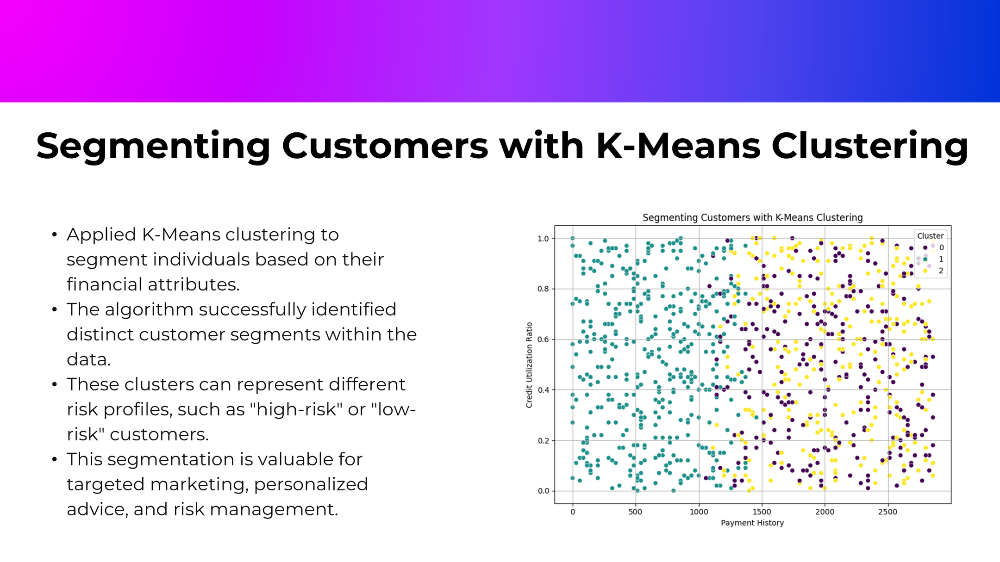 Segmenting Customers with K-Means Clustering
• Applied K-Means clustering to
segment individuals based on their
financial attributes.
• The algorithm successfully identified
distinct customer segments within the
data.
• These clusters can represent different
risk profiles, such as "high-risk" or "low-
risk" customers.
• This segmentation is valuable for
targeted marketing, personalized
advice, and risk management.
Segmenting Customers with K-Means Clustering
Cluster
0
1
2
Credit Utilization Ratio
1.0
0.8
0.6
0.4
0.2
0.0
0 500 1000 1500 2000 2500
Payment History